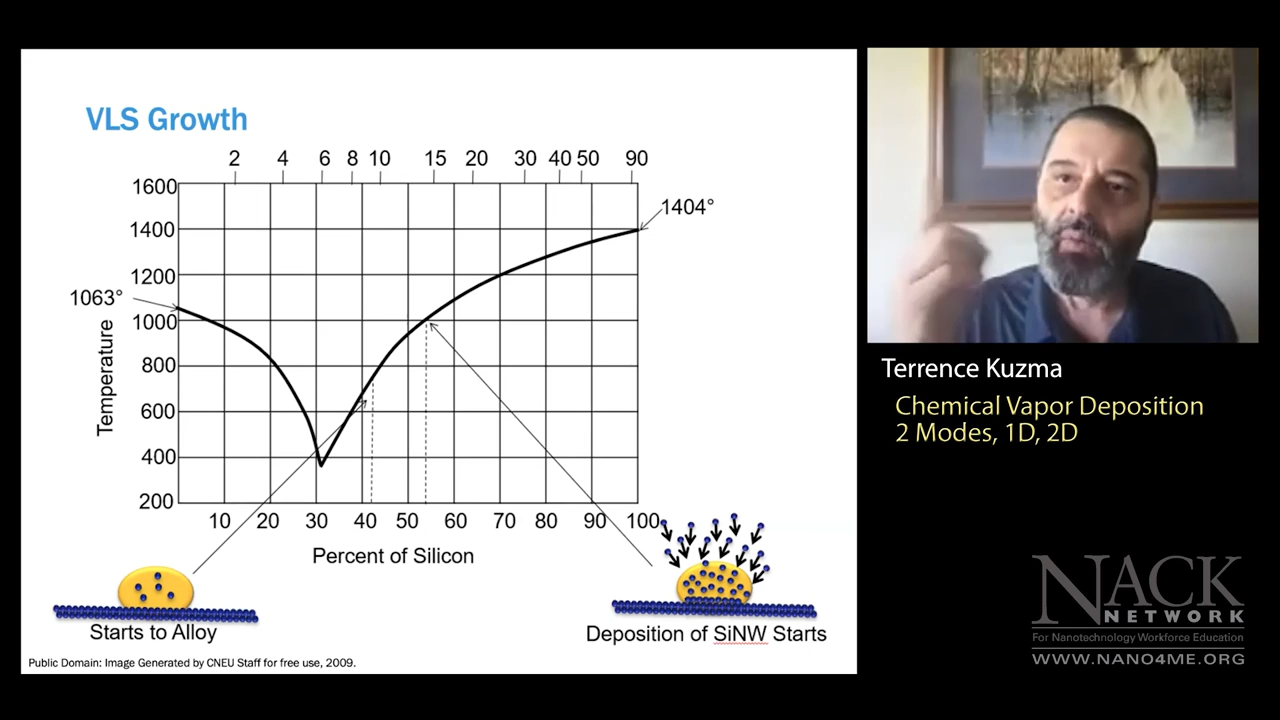 VLS Growth
2 4 6 8 10 15 20 30 40 50 90
1600
1400
1200
1000
800
600
400
200
1404°
1063°
Temperature
10 20 30 40 50 60 70 80 90 100
Percent of Silicon
Starts to Alloy
Deposition of SiNW Starts
Public Domain: Image Generated by CNEU Staff for free use, 2009.
Terrence Kuzma
Chemical Vapor Deposition
2 Modes, 1D, 2D
NACK
NETWORK
For Nanotechnology Workforce Education
WWW.NANO4ME.ORG